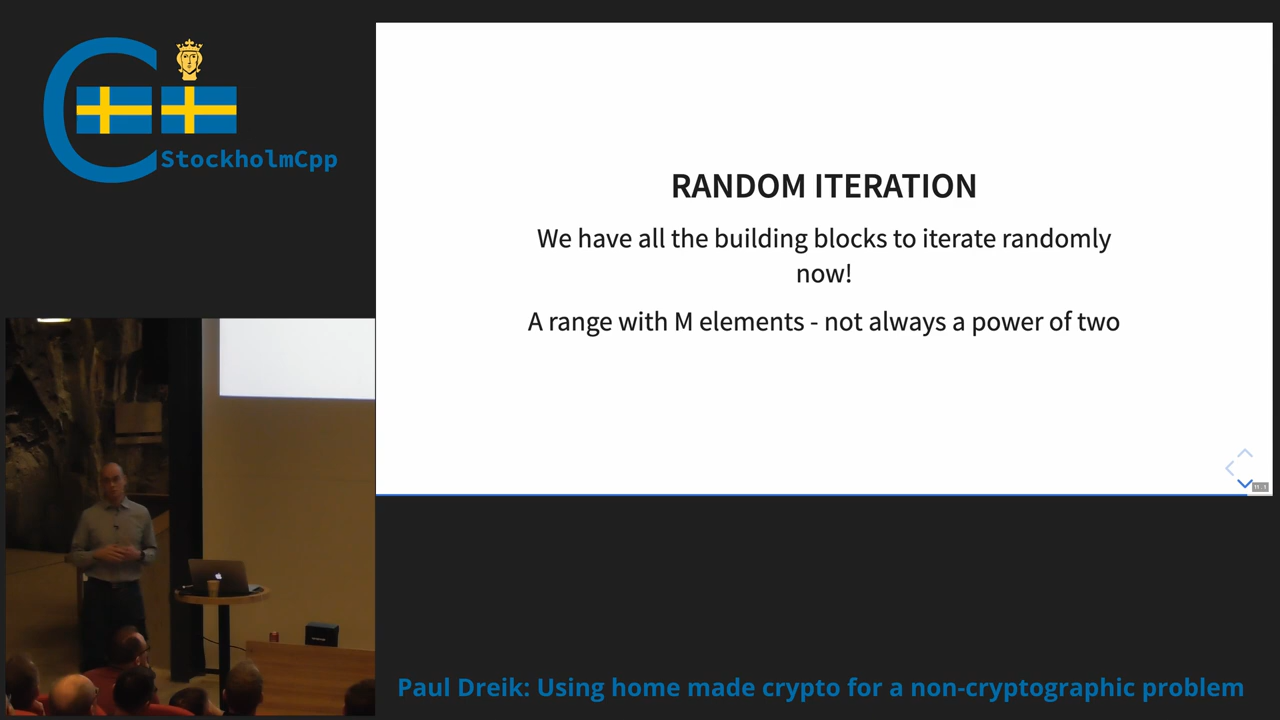 StockholmCpp
RANDOM ITERATION
We have all the building blocks to iterate randomly
now!
A range with M elements - not always a power of two
Paul Dreik: Using home made crypto for a non-cryptographic problem